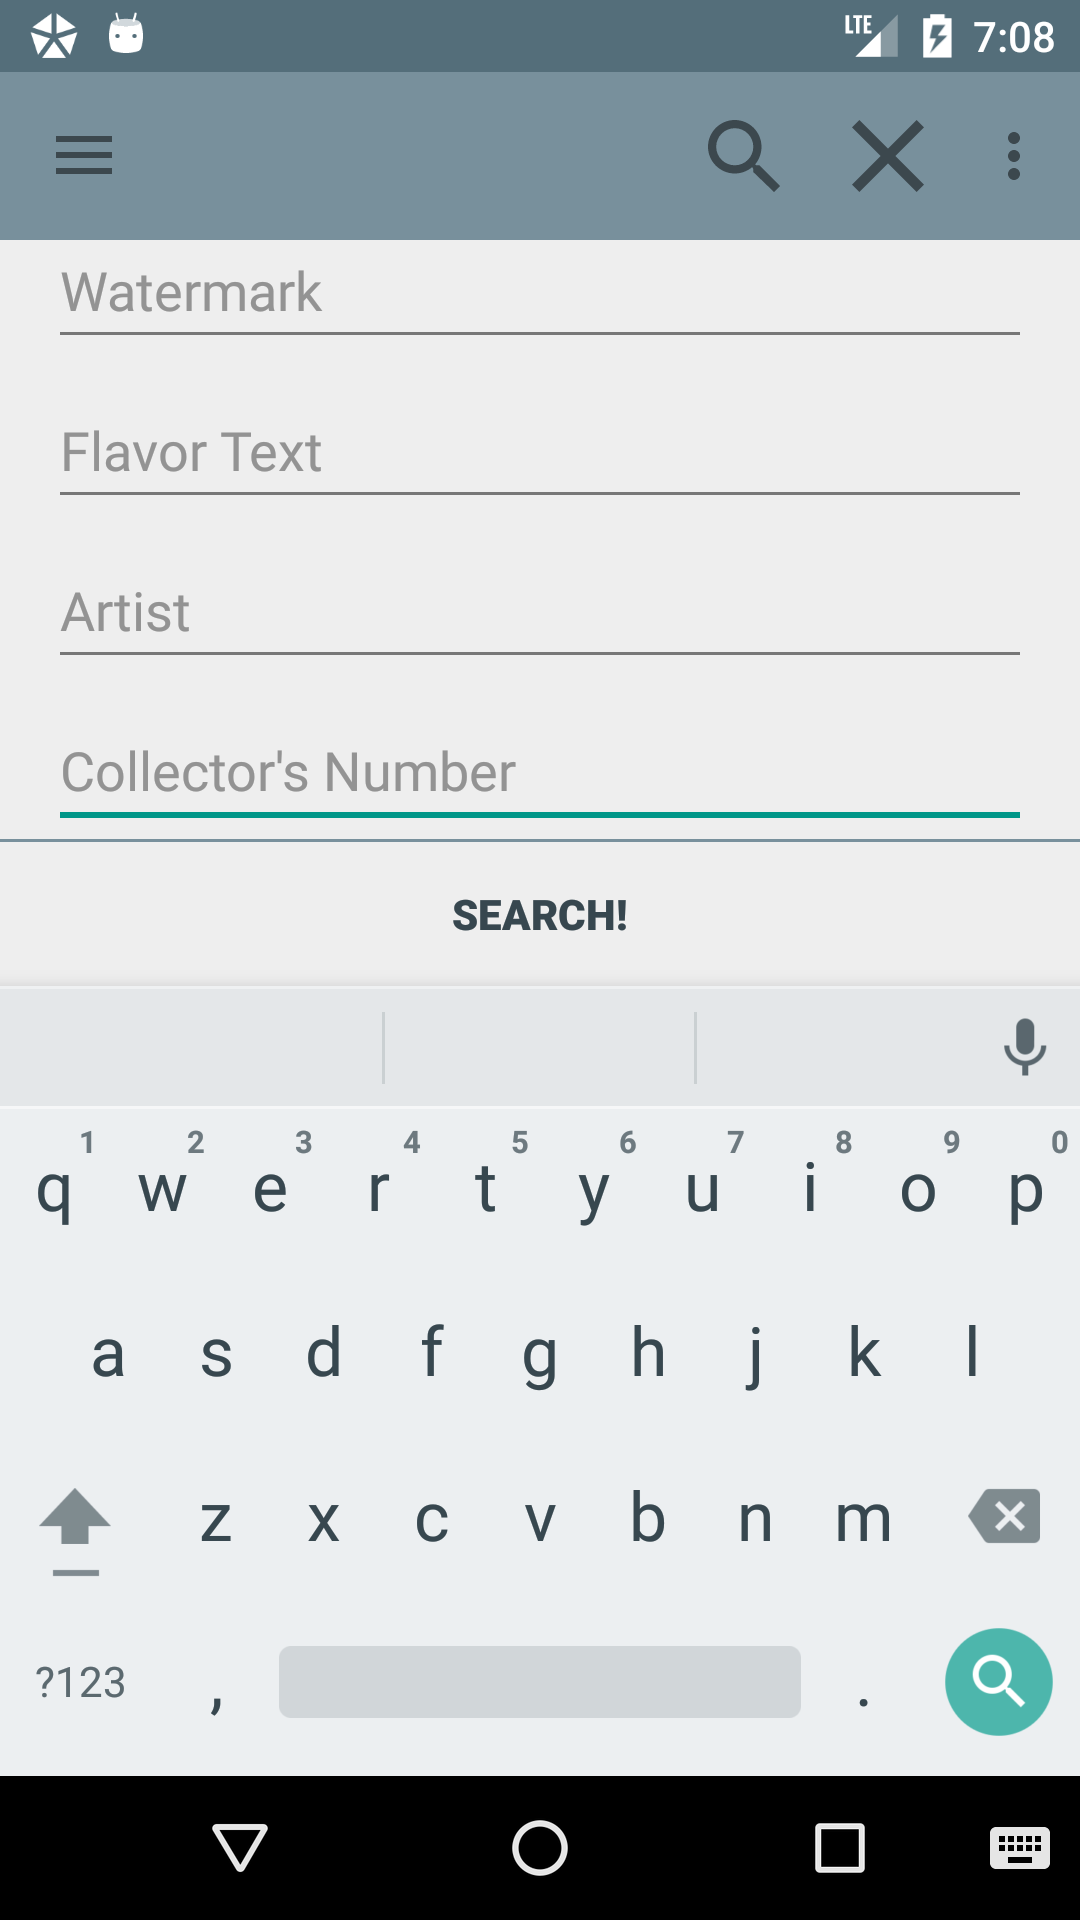 LTE 7:08
Watermark
Flavor Text
Artist
Collector's Number
SEARCH!
1 2 3 4 5 6 7 8 9 0
q w e r t y u i o p
a s d f g h j k l
z x c v b n m
?123 , .